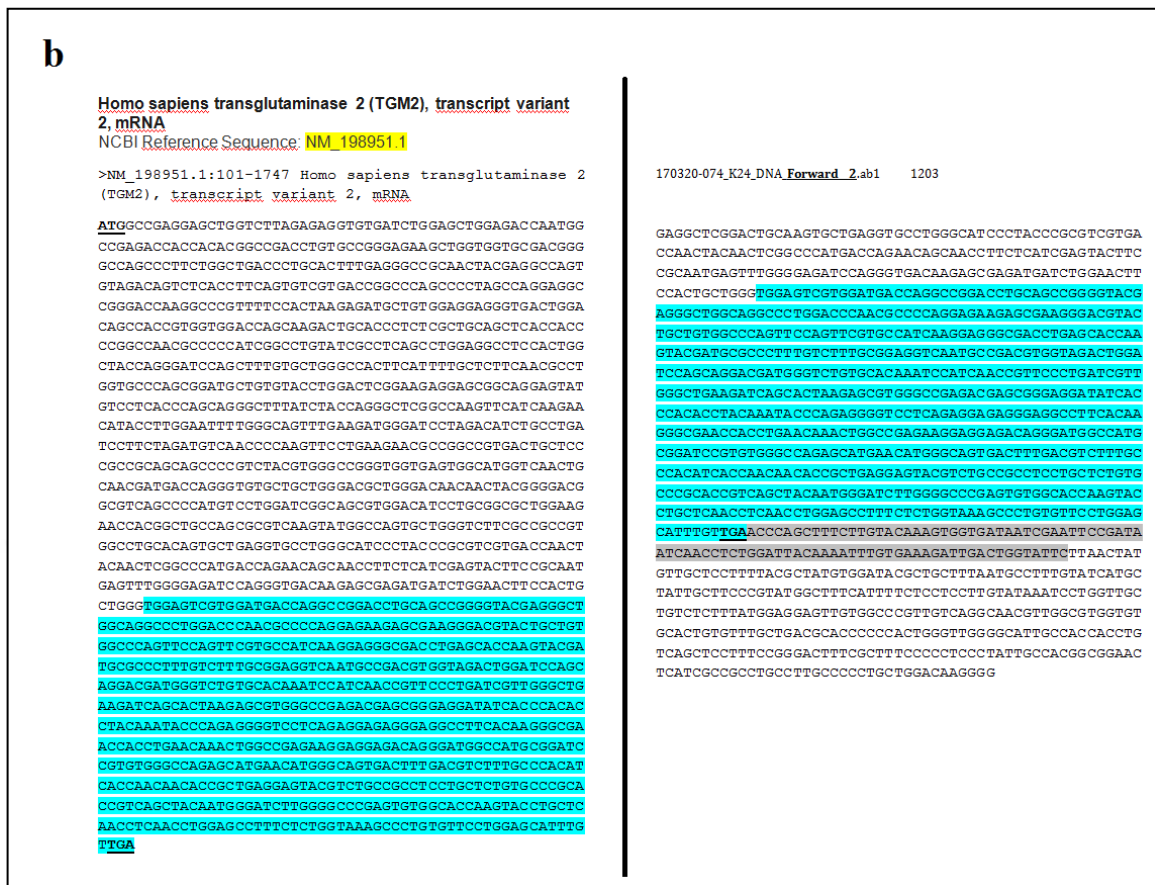 b
Homo sapiens transglutaminase 2 (TGM2), transcript variant
2, mRNA
NCBI Reference Sequence: NM_198951.1
>NM_198951.1:101-1747 Homo sapiens transglutaminase 2
(TGM2), transcript variant 2, mRNA
ATGGCCGAGGAGCTGGTCTTAGAGAGGTGTGATCTGGAGCTGGAGACCAATGG
CCGAGACCACCACACGGCCGACCTGTGCCGGGAGAAGCTGGTGGTGCGACGGG
GCCAGCCCTTCTGGCTGACCCTGCACTTTGAGGGCCGCAACTACGAGGCCAGT
GTAGACAGTCTCACCTTCAGTGTCGTGACCGGCCCAGCCCCTAGCCAGGAGGC
CGGGACCAAGGCCCGTTTTCCACTAAGAGATGCTGTGGAGGAGGGTGACTGGA
CAGCCACCGTGGTGGACCAGCAAGACTGCACCCTCTCGCTGCAGCTCACCACC
CCGGCCAACGCCCCCATCGGCCTGTATCGCCTCAGCCTGGAGGCCTCCACTGG
CTACCAGGGATCCAGCTTTGTGCTGGGCCACTTCATTTTGCTCTTCAACGCCT
GGTGCCCAGCGGATGCTGTGTACCTGGACTCGGAAGAGGAGCGGCAGGAGTAT
GTCCTCACCCAGCAGGGCTTTATCTACCAGGGCTCGGCCAAGTTCATCAAGAA
CATACCTTGGAATTTTGGGCAGTTTGAAGATGGGATCCTAGACATCTGCCTGA
TCCTTCTAGATGTCAACCCCAAGTTCCTGAAGAACGCCGGCCGTGACTGCTCC
CGCCGCAGCAGCCCCGTCTACGTGGGCCGGGTGGTGAGTGGCATGGTCAACTG
CAACGATGACCAGGGTGTGCTGCTGGGACGCTGGGACAACAACTACGGGGACG
GCGTCAGCCCCATGTCCTGGATCGGCAGCGTGGACATCCTGCGGCGCTGGAAG
AACCACGGCTGCCAGCGCGTCAAGTATGGCCAGTGCTGGGTCTTCGCCGCCGT
GGCCTGCACAGTGCTGAGGTGCCTGGGCATCCCTACCCGCGTCGTGACCAACT
ACAACTCGGCCCATGACCAGAACAGCAACCTTCTCATCGAGTACTTCCGCAAT
GAGTTTGGGGAGATCCAGGGTGACAAGAGCGAGATGATCTGGAACTTCCACTG
CTGGGTGGAGTCGTGGATGACCAGGCCGGACCTGCAGCCGGGGTACGAGGGCT
GGCAGGCCCTGGACCCAACGCCCCAGGAGAAGAGCGAAGGGACGTACTGCTGT
GGCCCAGTTCCAGTTCGTGCCATCAAGGAGGGCGACCTGAGCACCAAGTACGA
TGCGCCCTTTGTCTTTGCGGAGGTCAATGCCGACGTGGTAGACTGGATCCAGC
AGGACGATGGGTCTGTGCACAAATCCATCAACCGTTCCCTGATCGTTGGGCTG
AAGATCAGCACTAAGAGCGTGGGCCGAGACGAGCGGGAGGATATCACCCACAC
CTACAAATACCCAGAGGGGTCCTCAGAGGAGAGGGAGGCCTTCACAAGGGCGA
ACCACCTGAACAAACTGGCCGAGAAGGAGGAGACAGGGATGGCCATGCGGATC
CGTGTGGGCCAGAGCATGAACATGGGCAGTGACTTTGACGTCTTTGCCCACAT
CACCAACAACACCGCTGAGGAGTACGTCTGCCGCCTCCTGCTCTGTGCCCGCA
CCGTCAGCTACAATGGGATCTTGGGGCCCGAGTGTGGCACCAAGTACCTGCTC
AACCTCAACCTGGAGCCTTTCTCTGGTAAAGCCCTGTGTTCCTGGAGCATTTG
TTGA
170320-074_K24_DNA_Forward_2.ab1 1203
GAGGCTCGGACTGCAAGTGCTGAGGTGCCTGGGCATCCCTACCCGCGTCGTGA
CCAACTACAACTCGGCCCATGACCAGAACAGCAACCTTCTCATCGAGTACTTC
CGCAATGAGTTTGGGGAGATCCAGGGTGACAAGAGCGAGATGATCTGGAACTT
CCACTGCTGGGTGGAGTCGTGGATGACCAGGCCGGACCTGCAGCCGGGGTACG
AGGGCTGGCAGGCCCTGGACCCAACGCCCCAGGAGAAGAGCGAAGGGACGTAC
TGCTGTGGCCCAGTTCCAGTTCGTGCCATCAAGGAGGGCGACCTGAGCACCAA
GTACGATGCGCCCTTTGTCTTTGCGGAGGTCAATGCCGACGTGGTAGACTGGA
TCCAGCAGGACGATGGGTCTGTGCACAAATCCATCAACCGTTCCCTGATCGTT
GGGCTGAAGATCAGCACTAAGAGCGTGGGCCGAGACGAGCGGGAGGATATCAC
CCACACCTACAAATACCCAGAGGGGTCCTCAGAGGAGAGGGAGGCCTTCACAA
GGGCGAACCACCTGAACAAACTGGCCGAGAAGGAGGAGACAGGGATGGCCATG
CGGATCCGTGTGGGCCAGAGCATGAACATGGGCAGTGACTTTGACGTCTTTGC
CCACATCACCAACAACACCGCTGAGGAGTACGTCTGCCGCCTCCTGCTCTGTG
CCCGCACCGTCAGCTACAATGGGATCTTGGGGCCCGAGTGTGGCACCAAGTAC
CTGCTCAACCTCAACCTGGAGCCTTTCTCTGGTAAAGCCCTGTGTTCCTGGAG
CATTTGTTGAACCCAGCTTTCTTGTACAAAGTGGTGATAATCGAATTCCGATA
ATCAACCTCTGGATTACAAAATTTGTGAAAGATTGACTGGTATTCTTAACTAT
GTTGCTCCTTTTACGCTATGTGGATACGCTGCTTTAATGCCTTTGTATCATGC
TATTGCTTCCCGTATGGCTTTCATTTTCTCCTCCTTGTATAAATCCTGGTTGC
TGTCTCTTTATGGAGGAGTTGTGGCCCGTTGTCAGGCAACGTTGGCGTGGTGT
GCACTGTGTTTGCTGACGCACCCCCCACTGGGTTGGGGCATTGCCACCACCTG
TCAGCTCCTTTCCGGGACTTTCGCTTTCCCCCTCCCTATTGCCACGGCGGAAC
TCATCGCCGCCTGCCTTGCCCCCTGCTGGACAAGGGG